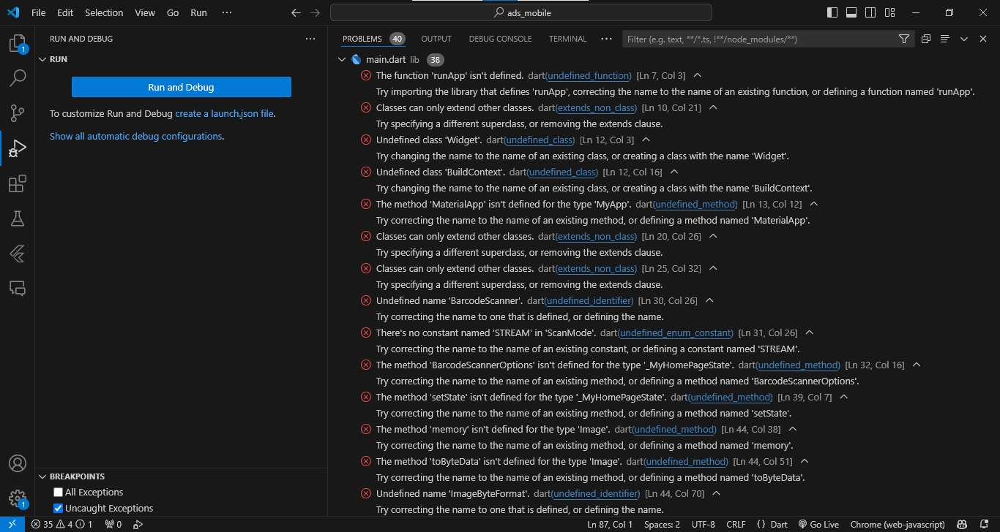 File Edit Selection View Go Run ··· ads_mobile
RUN AND DEBUG ···
RUN
Run and Debug
To customize Run and Debug create a launch.json file.
Show all automatic debug configurations.
1
BREAKPOINTS
All Exceptions
Uncaught Exceptions
1
PROBLEMS 40 OUTPUT DEBUG CONSOLE TERMINAL ··· Filter (e.g. text, **/*.ts, !**/node_modules/**)
main.dart lib 38
The function 'runApp' isn't defined. dart(undefined_function) [Ln 7, Col 3]
Try importing the library that defines 'runApp', correcting the name to the name of an existing function, or defining a function named 'runApp'.
Classes can only extend other classes. dart(extends_non_class) [Ln 10, Col 21]
Try specifying a different superclass, or removing the extends clause.
Undefined class 'Widget'. dart(undefined_class) [Ln 12, Col 3]
Try changing the name to the name of an existing class, or creating a class with the name 'Widget'.
Undefined class 'BuildContext'. dart(undefined_class) [Ln 12, Col 16]
Try changing the name to the name of an existing class, or creating a class with the name 'BuildContext'.
The method 'MaterialApp' isn't defined for the type 'MyApp'. dart(undefined_method) [Ln 13, Col 12]
Try correcting the name to the name of an existing method, or defining a method named 'MaterialApp'.
Classes can only extend other classes. dart(extends_non_class) [Ln 20, Col 26]
Try specifying a different superclass, or removing the extends clause.
Classes can only extend other classes. dart(extends_non_class) [Ln 25, Col 32]
Try specifying a different superclass, or removing the extends clause.
Undefined name 'BarcodeScanner'. dart(undefined_identifier) [Ln 30, Col 26]
Try correcting the name to one that is defined, or defining the name.
There's no constant named 'STREAM' in 'ScanMode'. dart(undefined_enum_constant) [Ln 31, Col 26]
Try correcting the name to the name of an existing constant, or defining a constant named 'STREAM'.
The method 'BarcodeScannerOptions' isn't defined for the type '_MyHomePageState'. dart(undefined_method) [Ln 32, Col 16]
Try correcting the name to the name of an existing method, or defining a method named 'BarcodeScannerOptions'.
The method 'setState' isn't defined for the type '_MyHomePageState'. dart(undefined_method) [Ln 39, Col 7]
Try correcting the name to the name of an existing method, or defining a method named 'setState'.
The method 'memory' isn't defined for the type 'Image'. dart(undefined_method) [Ln 44, Col 38]
Try correcting the name to the name of an existing method, or defining a method named 'memory'.
The method 'toByteData' isn't defined for the type 'Image'. dart(undefined_method) [Ln 44, Col 51]
Try correcting the name to the name of an existing method, or defining a method named 'toByteData'.
Undefined name 'ImageByteFormat'. dart(undefined_identifier) [Ln 44, Col 70]
Try correcting the name to one that is defined, or defining the name.
35 4 1 0 Ln 87, Col 1 Spaces: 2 UTF-8 CRLF {} Dart Go Live Chrome (web-javascript)